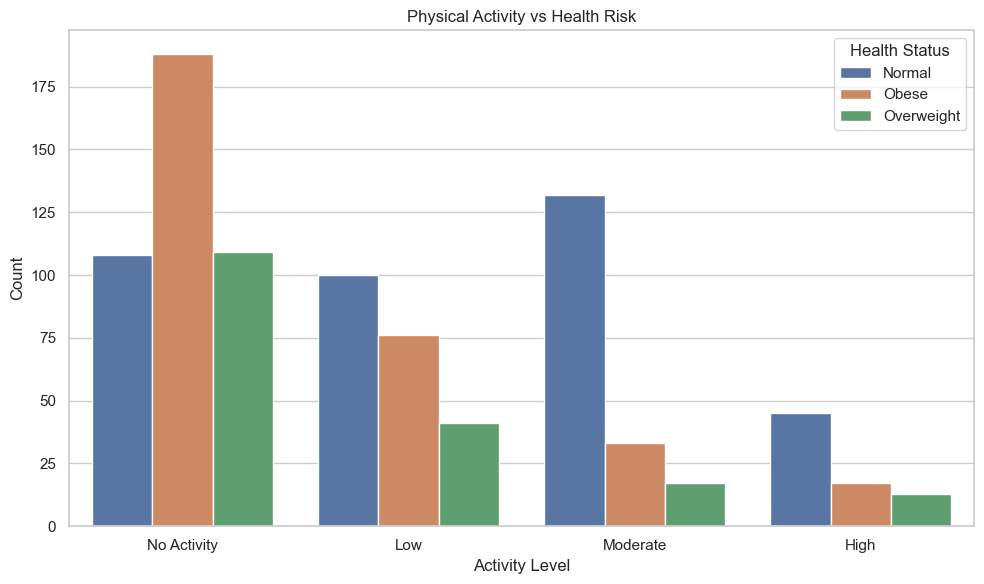 Physical Activity vs Health Risk
Health Status
Normal
Obese
Overweight
Count
175
150
125
100
75
50
25
0
No Activity
Low
Moderate
High
Activity Level